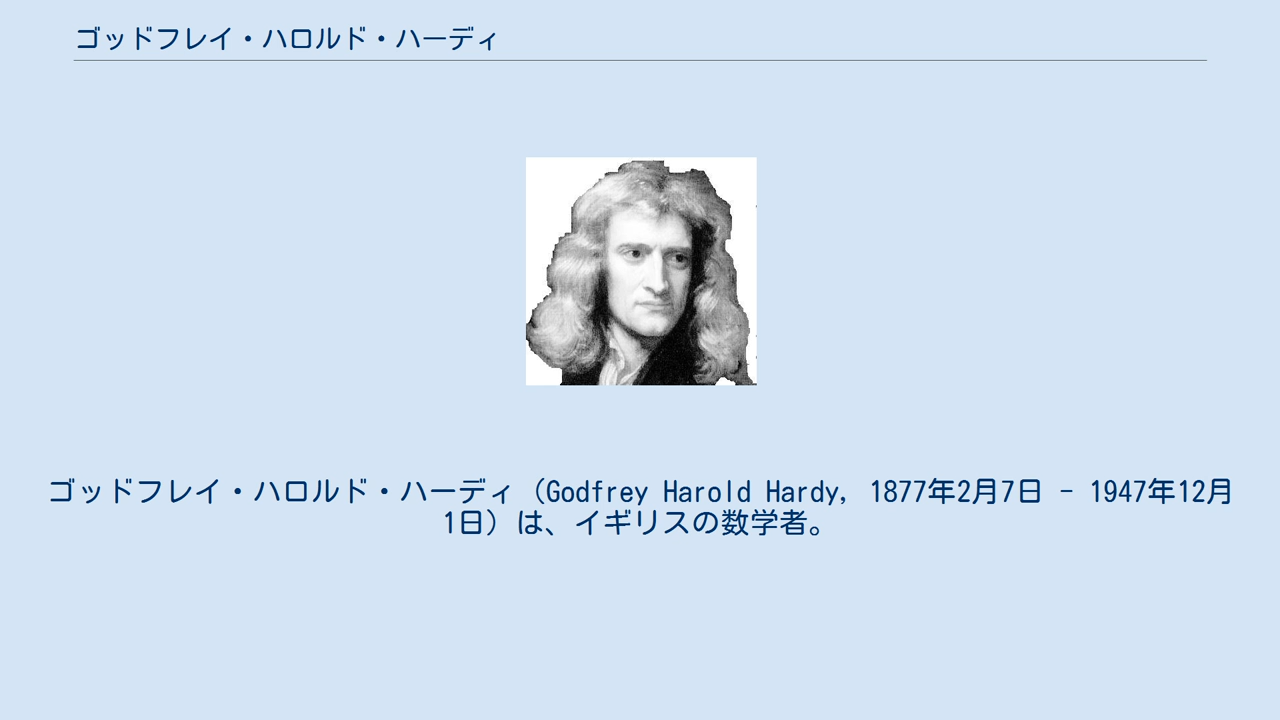 ゴッドフレイ・ハロルド・ハーディ
ゴッドフレイ・ハロルド・ハーディ（Godfrey Harold Hardy, 1877年2月7日 - 1947年12月
1日）は、イギリスの数学者。